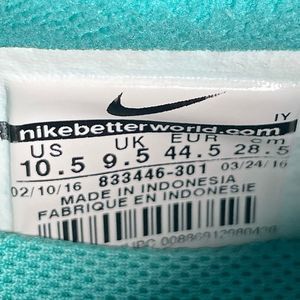 IY
nikebetterworld.com
US UK EUR cm
10.5 9.5 44.5 28.5
02/10/16 833446-301 03/24/16
MADE IN INDONESIA
FABRIQUE EN INDONESIE